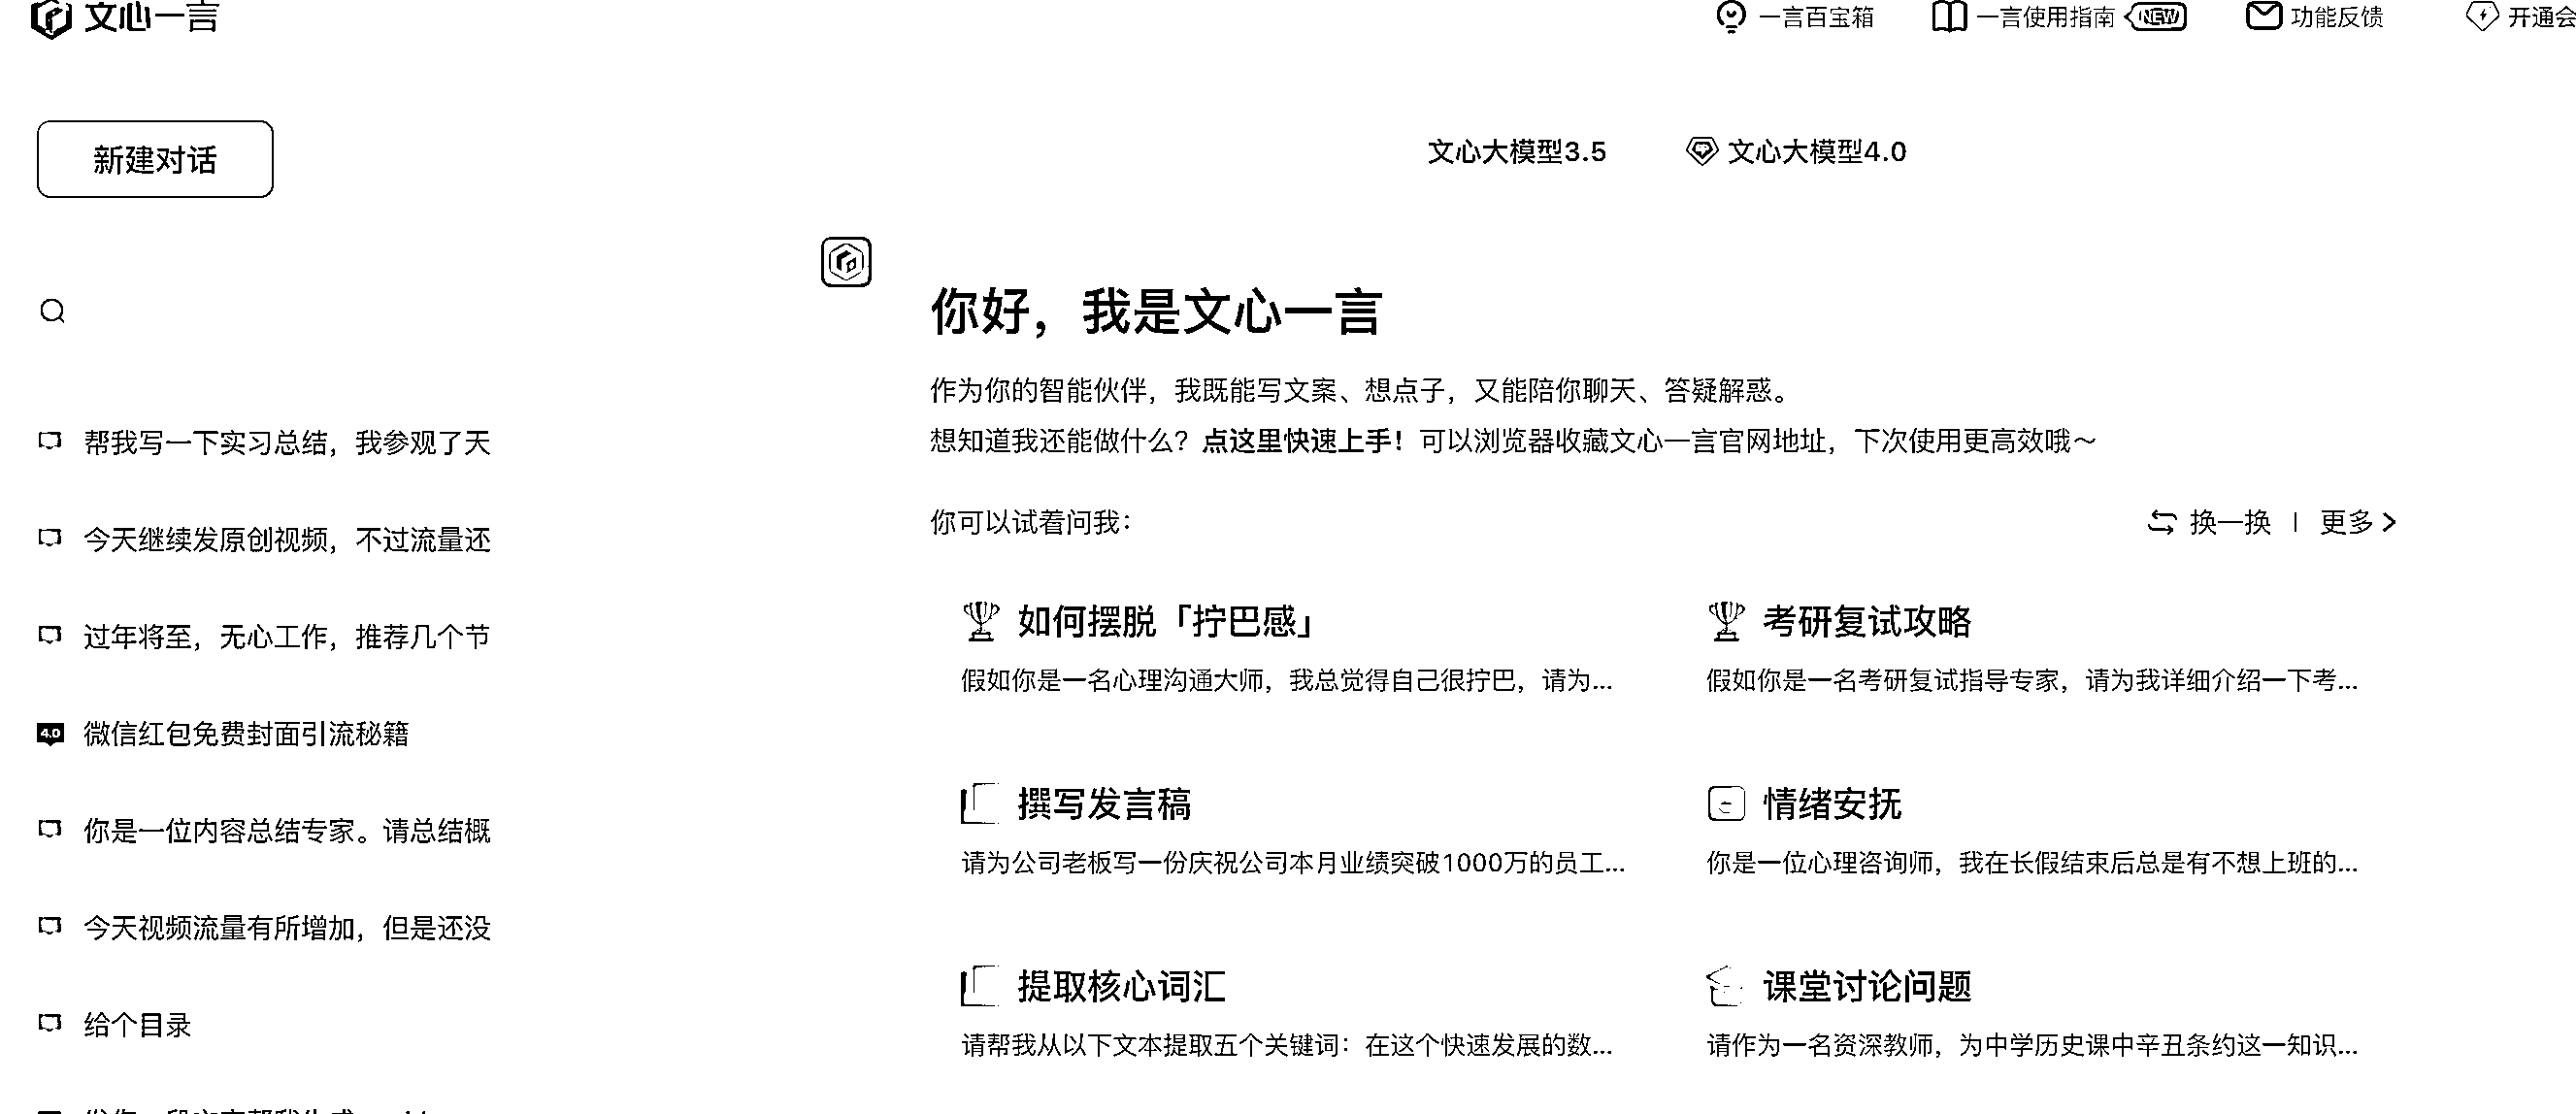 文心一言
一言百宝箱
一言使用指南 NEW
功能反馈
开通会
新建对话
文心大模型3.5
文心大模型4.0
你好，我是文心一言
作为你的智能伙伴，我既能写文案、想点子，又能陪你聊天、答疑解惑。
想知道我还能做什么？点这里快速上手！可以浏览器收藏文心一言官网地址，下次使用更高效哦～
你可以试着问我：
换一换 | 更多
帮我写一下实习总结，我参观了天
今天继续发原创视频，不过流量还
过年将至，无心工作，推荐几个节
4.0 微信红包免费封面引流秘籍
你是一位内容总结专家。请总结概
今天视频流量有所增加，但是还没
给个目录
如何摆脱「拧巴感」
假如你是一名心理沟通大师，我总觉得自己很拧巴，请为...
考研复试攻略
假如你是一名考研复试指导专家，请为我详细介绍一下考...
撰写发言稿
请为公司老板写一份庆祝公司本月业绩突破1000万的员工...
情绪安抚
你是一位心理咨询师，我在长假结束后总是有不想上班的...
提取核心词汇
请帮我从以下文本提取五个关键词：在这个快速发展的数...
课堂讨论问题
请作为一名资深教师，为中学历史课中辛丑条约这一知识...